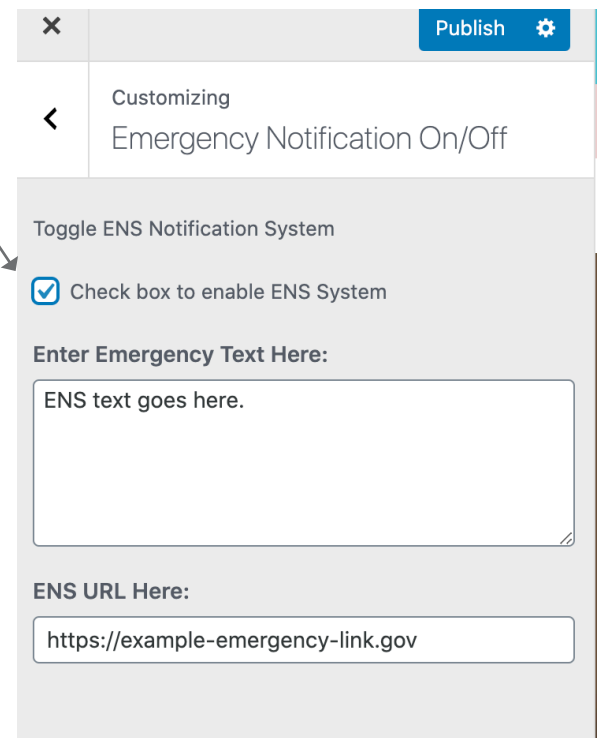 Publish
Customizing
Emergency Notification On/Off
Toggle ENS Notification System
Check box to enable ENS System
Enter Emergency Text Here:
ENS text goes here.
ENS URL Here:
https://example-emergency-link.gov